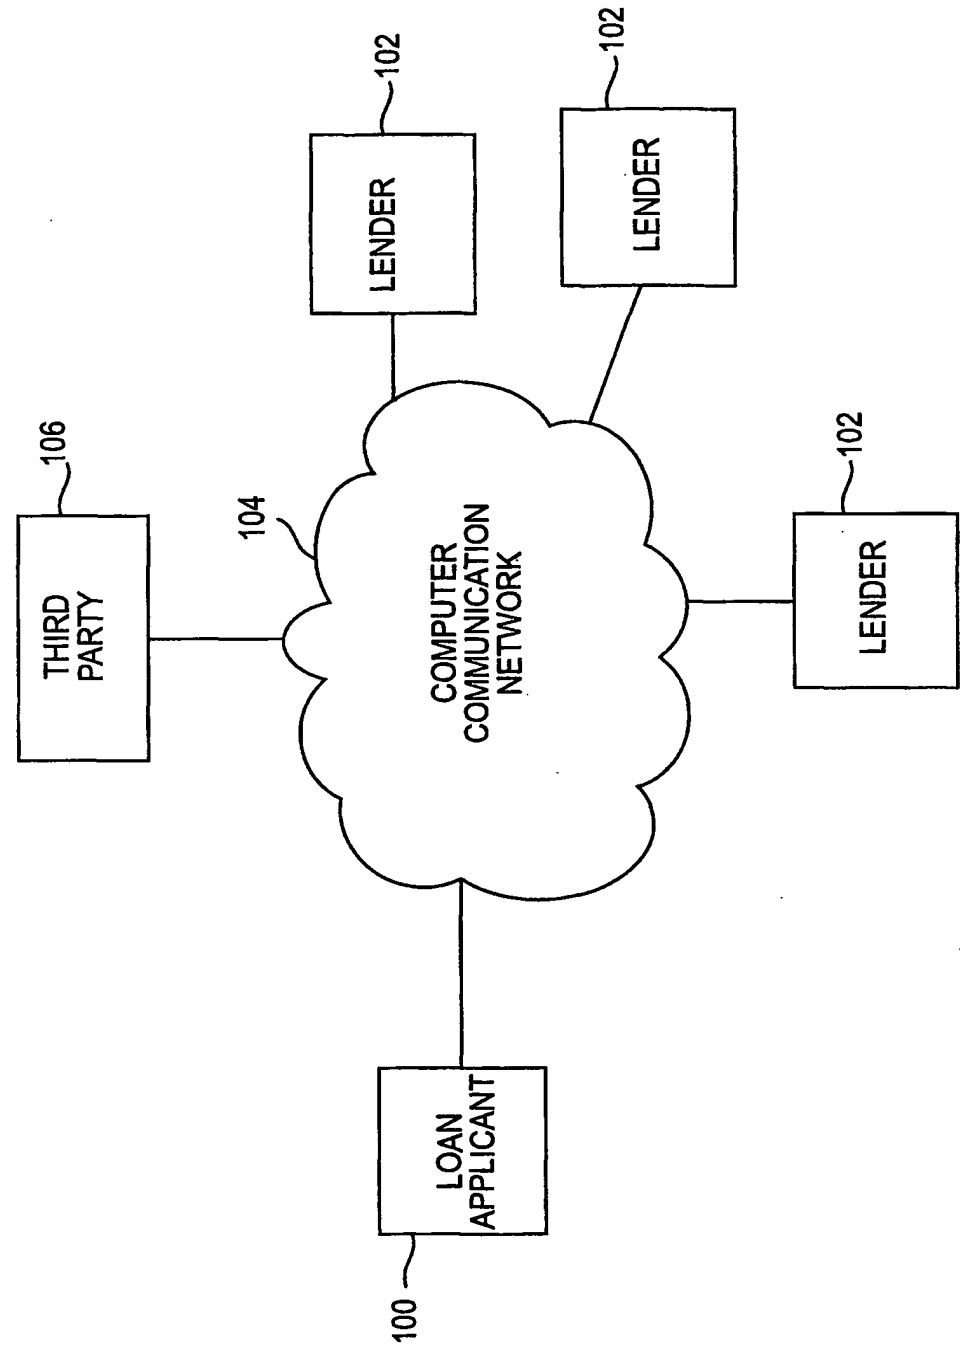 106
THIRD
PARTY
104
102
LENDER
102
LENDER
COMPUTER
COMMUNICATION
NETWORK
102
LENDER
LOAN
APPLICANT
100